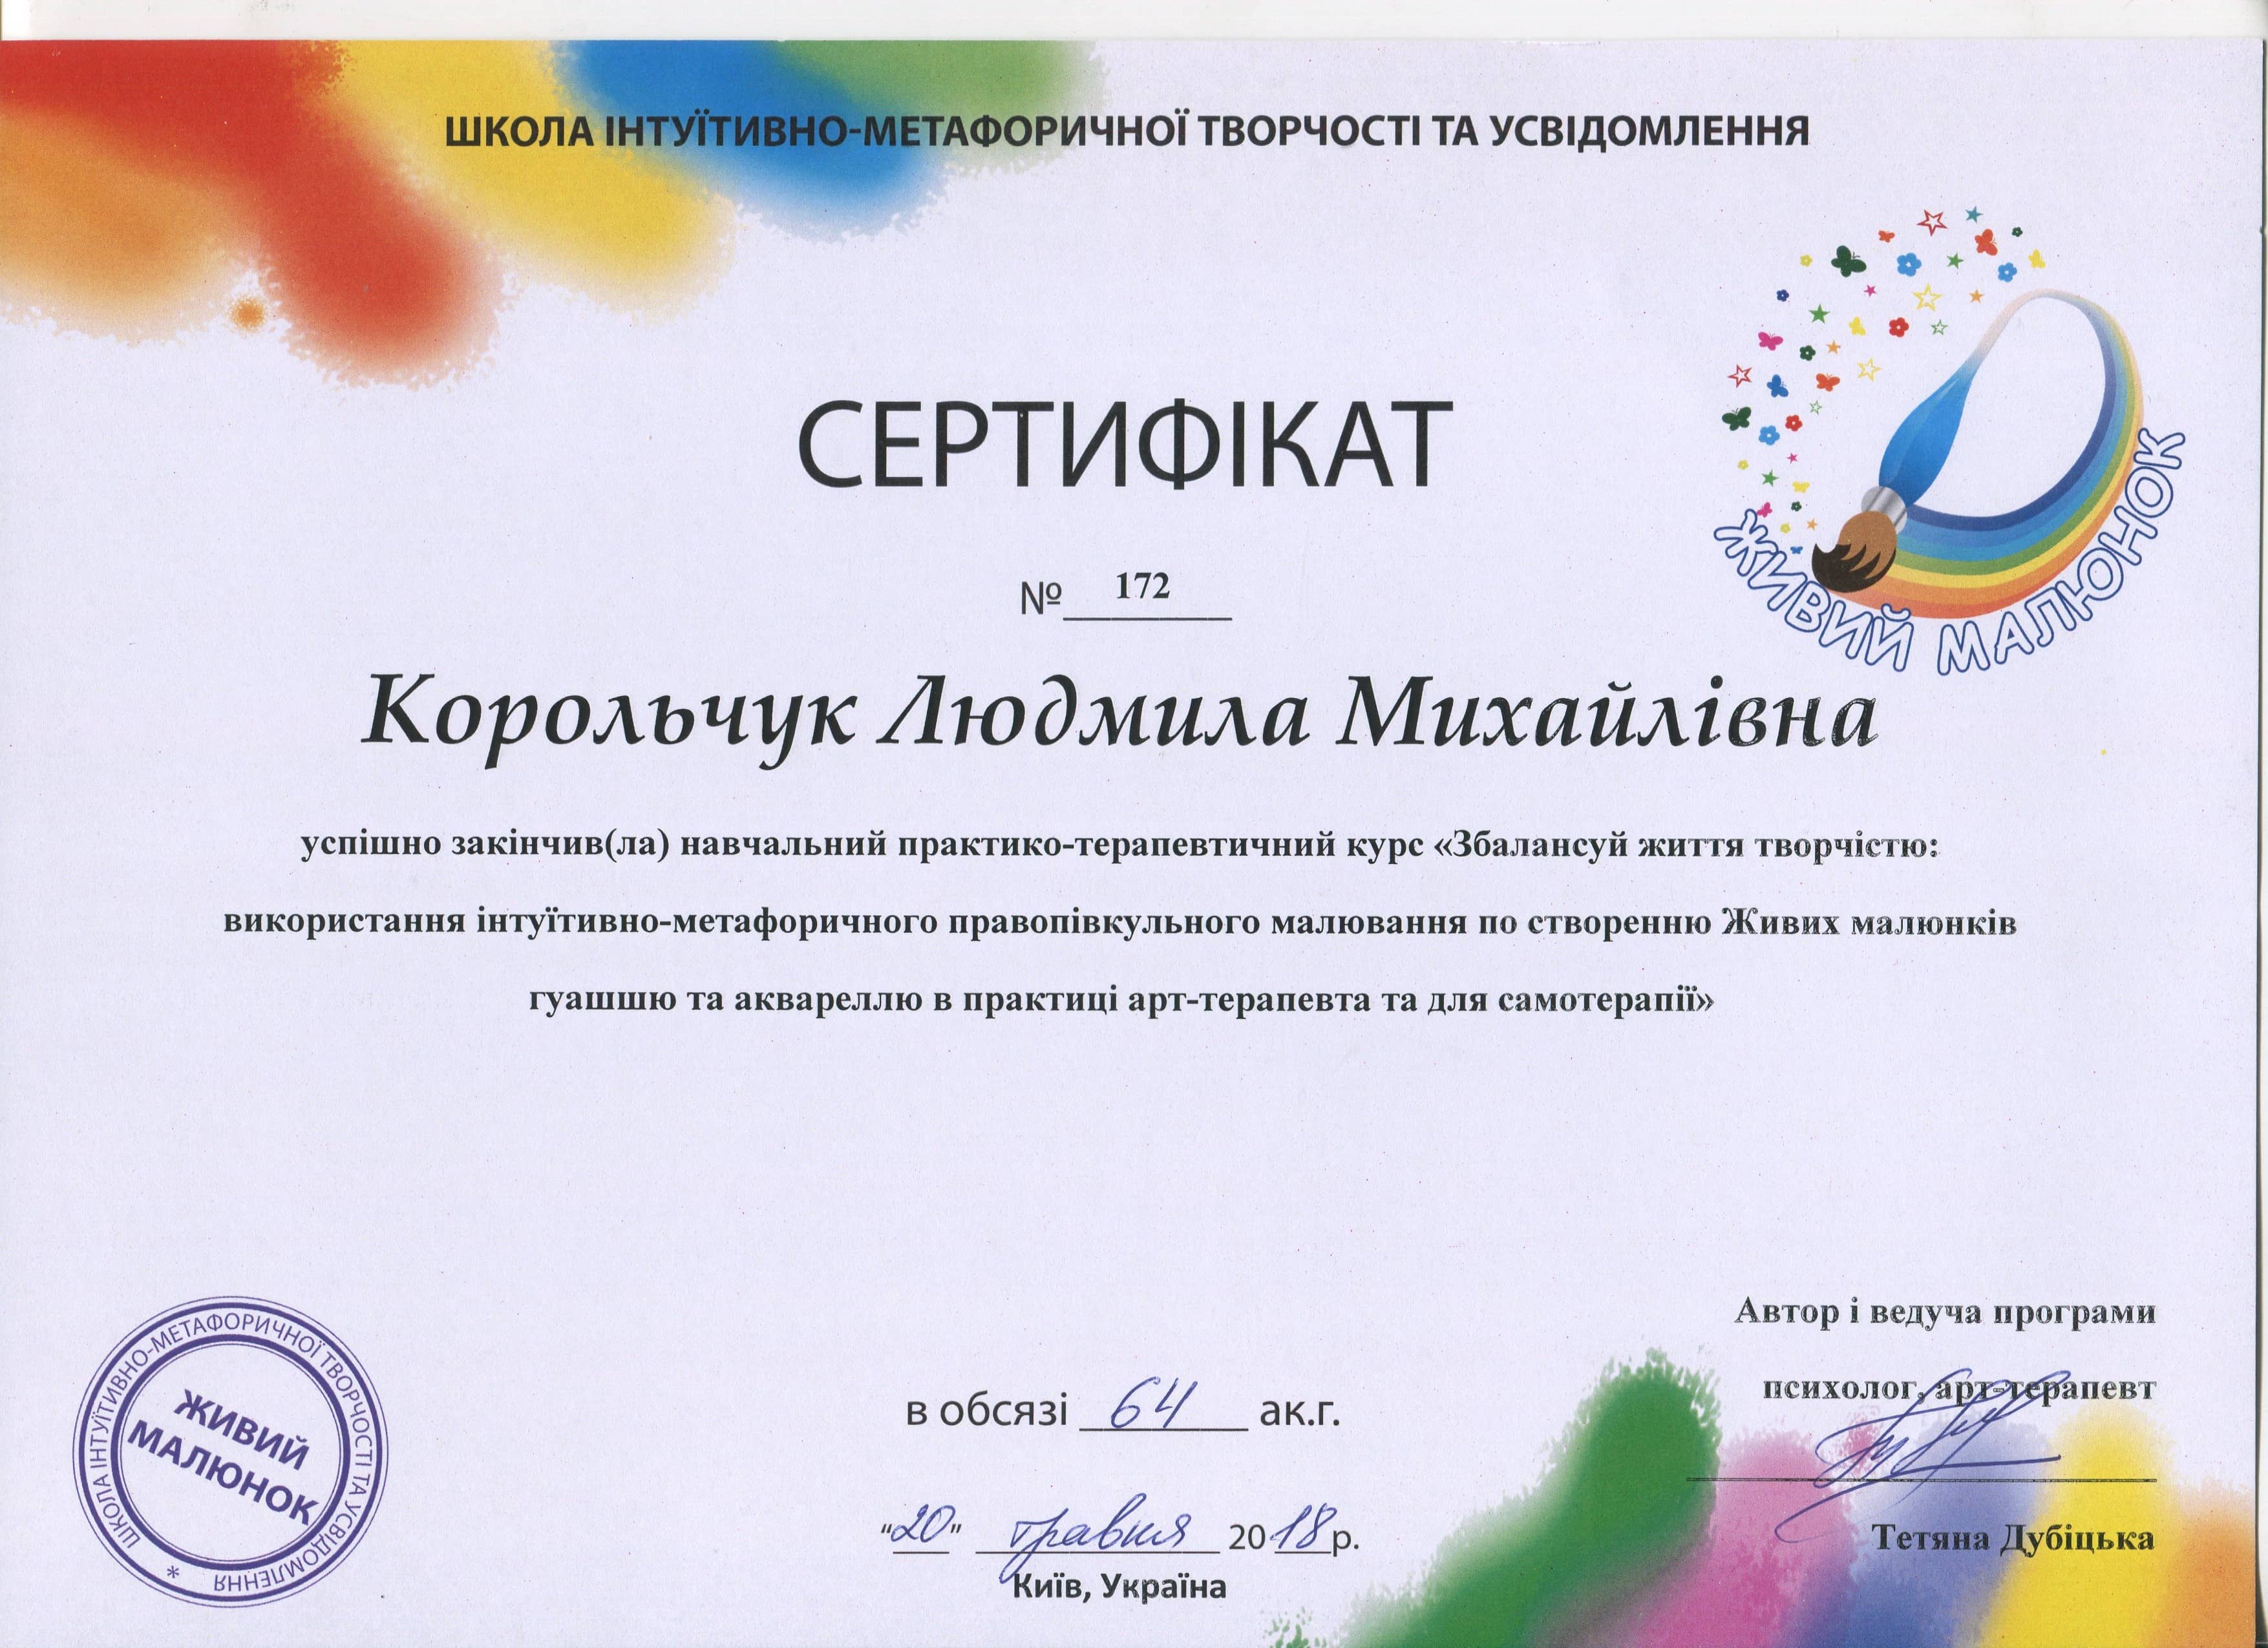 ШКОЛА ІНТУЇТИВНО-МЕТАФОРИЧНОЇ ТВОРЧОСТІ ТА УСВІДОМЛЕННЯ
СЕРТИФІКАТ
ЖИВИЙ МАЛЮНОК
№ 172
Корольчук Людмила Михайлівна
успішно закінчив(ла) навчальний практико-терапевтичний курс «Збалансуй життя творчістю:
використання інтуїтивно-метафоричного правопівкульного малювання по створенню Живих малюнків
гуашшю та аквареллю в практиці арт-терапевта та для самотерапії»
Автор і ведуча програми
психолог, арт-терапевт
Тетяна Дубіцька
в обсязі 64 ак.г.
“20” травня 2018р.
Київ, Україна
ШКОЛА ІНТУЇТИВНО-МЕТАФОРИЧНОЇ ТВОРЧОСТІ ТА УСВІДОМЛЕННЯ *
ЖИВИЙ
МАЛЮНОК